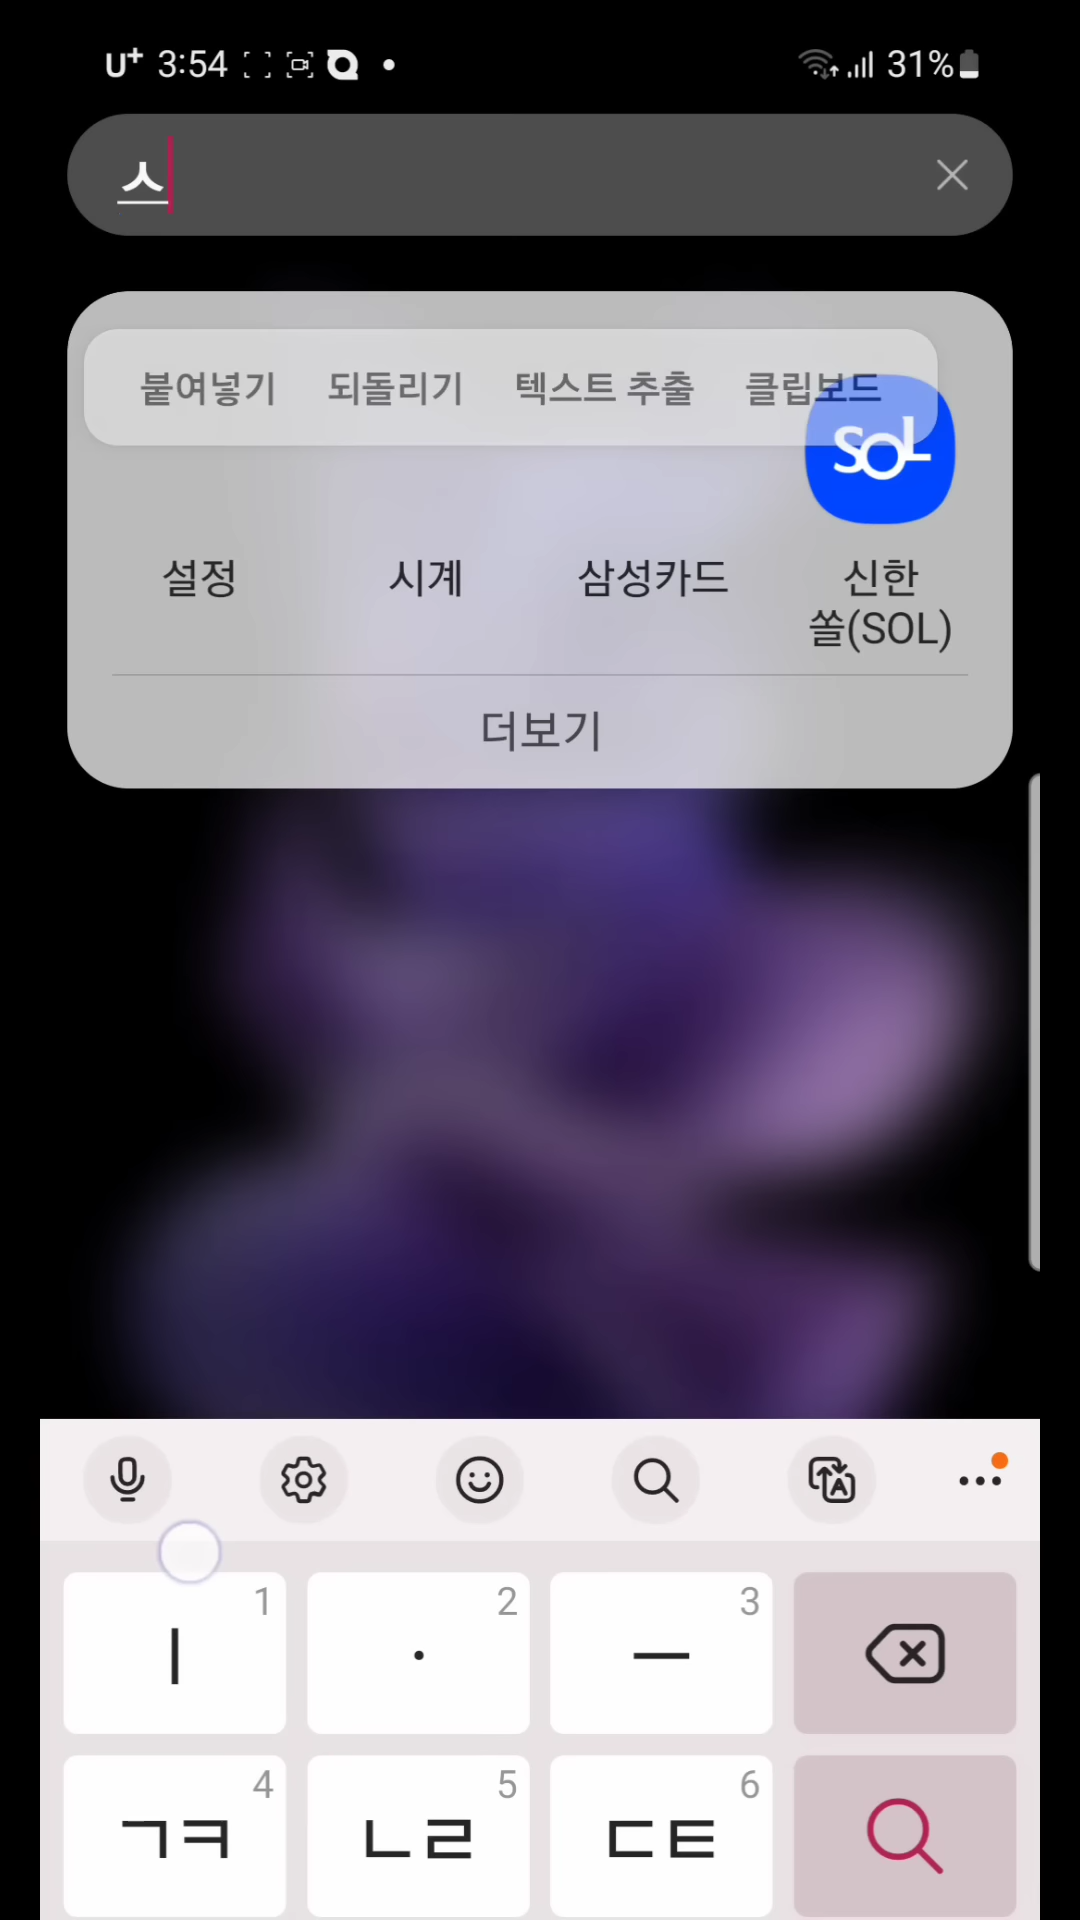 U+ 3:54 31%
ㅅ
붙여넣기 되돌리기 텍스트 추출 클립보드
SOL
설정 시계 삼성카드 신한 쏠(SOL)
더보기
1 2 3
ㅣ · ㅡ
4 5 6
ㄱㅋ ㄴㄹ ㄷㅌ